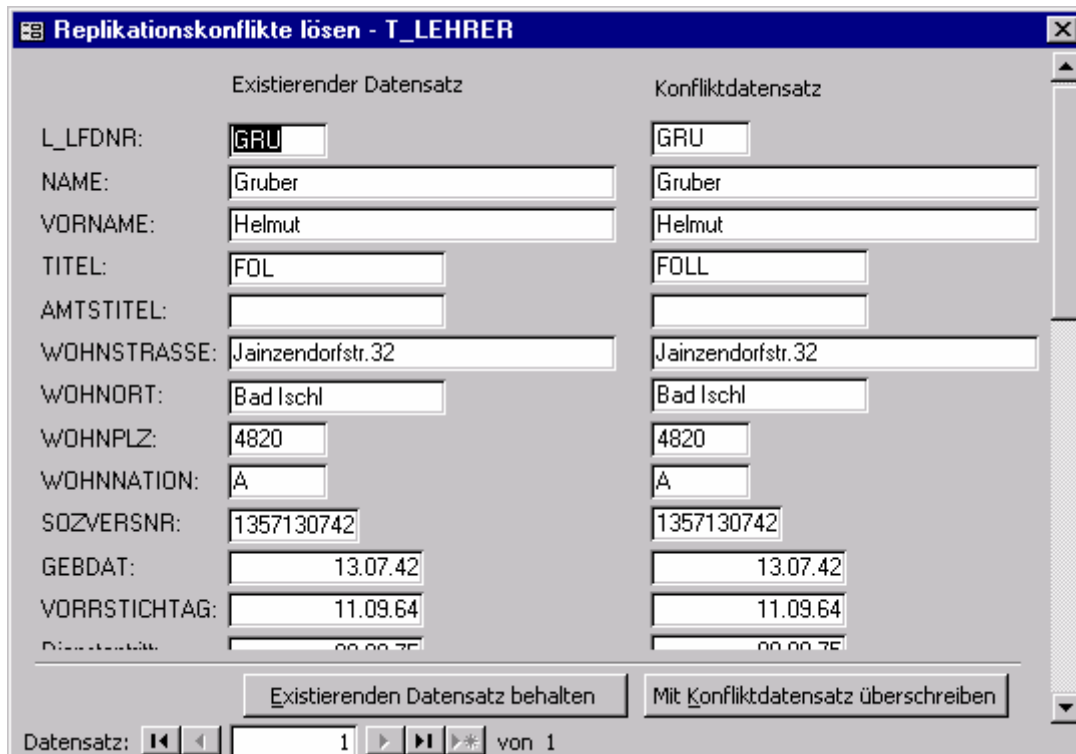 Replikationskonflikte lösen - T_LEHRER
Existierender Datensatz Konfliktdatensatz
L_LFDNR: GRU GRU
NAME: Gruber Gruber
VORNAME: Helmut Helmut
TITEL: FOL FOLL
AMTSTITEL:
WOHNSTRASSE: Jainzendorfstr.32 Jainzendorfstr.32
WOHNORT: Bad Ischl Bad Ischl
WOHNPLZ: 4820 4820
WOHNNATION: A A
SOZVERSNR: 1357130742 1357130742
GEBDAT: 13.07.42 13.07.42
VORRSTICHTAG: 11.09.64 11.09.64
Existierenden Datensatz behalten Mit Konfliktdatensatz überschreiben
Datensatz: 1 von 1